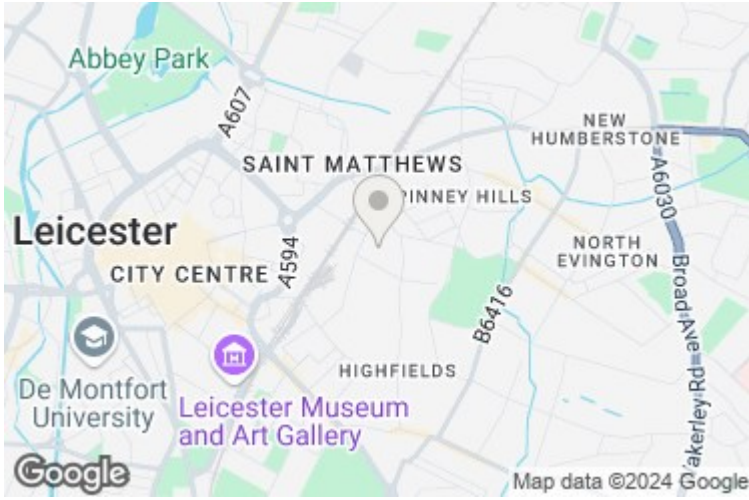 Abbey Park
A607
NEW
HUMBERSTONE
SAINT MATTHEWS
A6030
PINNEY HILLS
Leicester
A594
NORTH
EVINGTON
CITY CENTRE
Broad Ave
B6416
HIGHFIELDS
De Montfort
University
Leicester Museum
and Art Gallery
Wakerley Rd
Google
Map data ©2024 Google